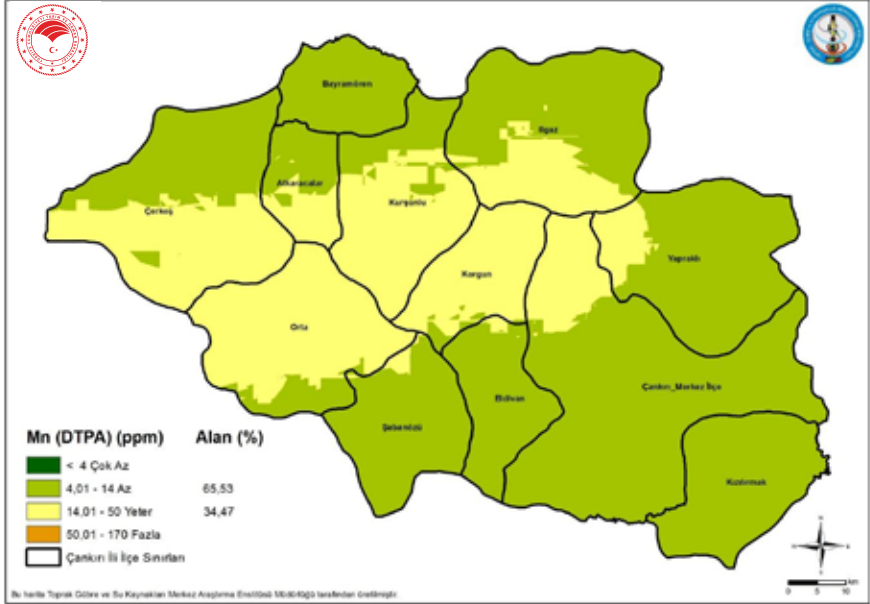 Bayramören
Ilgaz
Atkaracalar
Kurşunlu
Çerkeş
Yapraklı
Korgun
Orta
Çankırı_Merkez İlçe
Eldivan
Şabanözü
Kızılırmak
Mn (DTPA) (ppm) Alan (%)
< 4 Çok Az
4,01 - 14 Az 65,53
14,01 - 50 Yeter 34,47
50,01 - 170 Fazla
Çankırı İli İlçe Sınırları
km
0 5 10
Bu harita Toprak Gübre ve Su Kaynakları Merkez Araştırma Enstitüsü Müdürlüğü tarafından üretilmiştir.